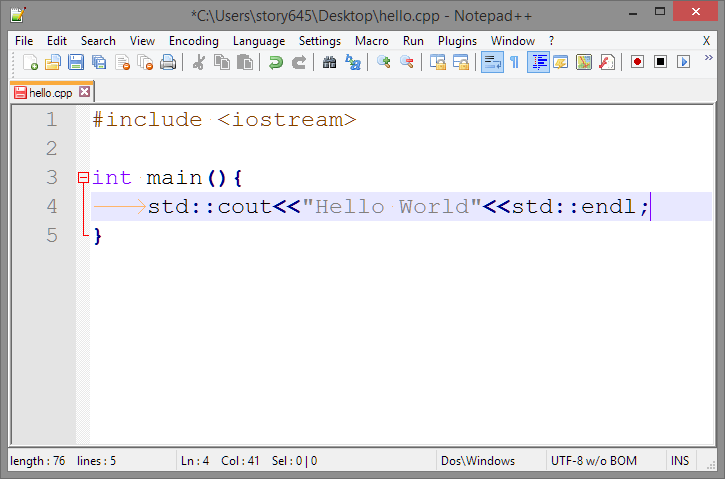 *C:\Users\story645\Desktop\hello.cpp - Notepad++
File Edit Search View Encoding Language Settings Macro Run Plugins Window ? X
hello.cpp
1 #include <iostream>
2
3 int main(){
4 std::cout<<"Hello World"<<std::endl;
5 }
length : 76 lines : 5 Ln : 4 Col : 41 Sel : 0 | 0 Dos\Windows UTF-8 w/o BOM INS